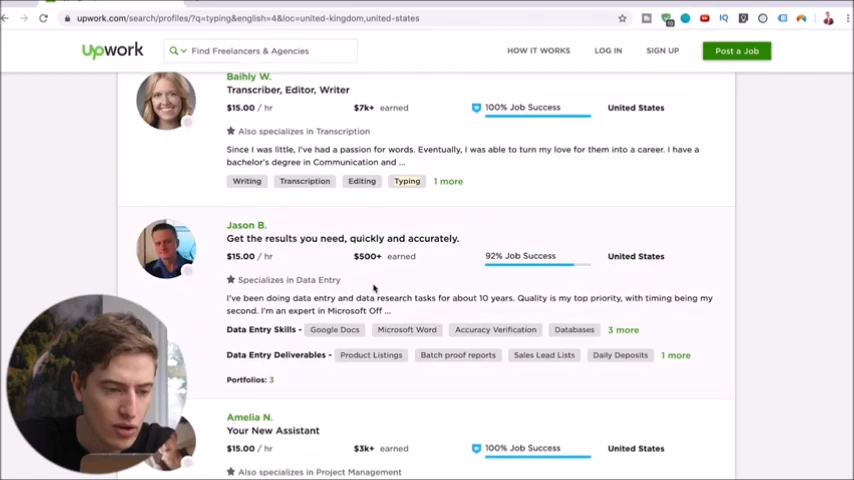 upwork.com/search/profiles/?q=typing&english=4&loc=united-kingdom,united-states
upwork
Find Freelancers & Agencies
HOW IT WORKS
LOG IN
SIGN UP
Post a Job
Baihly W.
Transcriber, Editor, Writer
$15.00 / hr
$7k+ earned
100% Job Success
United States
Also specializes in Transcription
Since I was little, I've had a passion for words. Eventually, I was able to turn my love for them into a career. I have a
bachelor's degree in Communication and ...
Writing
Transcription
Editing
Typing
1 more
Jason B.
Get the results you need, quickly and accurately.
$15.00 / hr
$500+ earned
92% Job Success
United States
Specializes in Data Entry
I've been doing data entry and data research tasks for about 10 years. Quality is my top priority, with timing being my
second. I'm an expert in Microsoft Off ...
Data Entry Skills - Google Docs Microsoft Word Accuracy Verification Databases 3 more
Data Entry Deliverables - Product Listings Batch proof reports Sales Lead Lists Daily Deposits 1 more
Portfolios: 3
Amelia N.
Your New Assistant
$15.00 / hr
$3k+ earned
100% Job Success
United States
Also specializes in Project Management